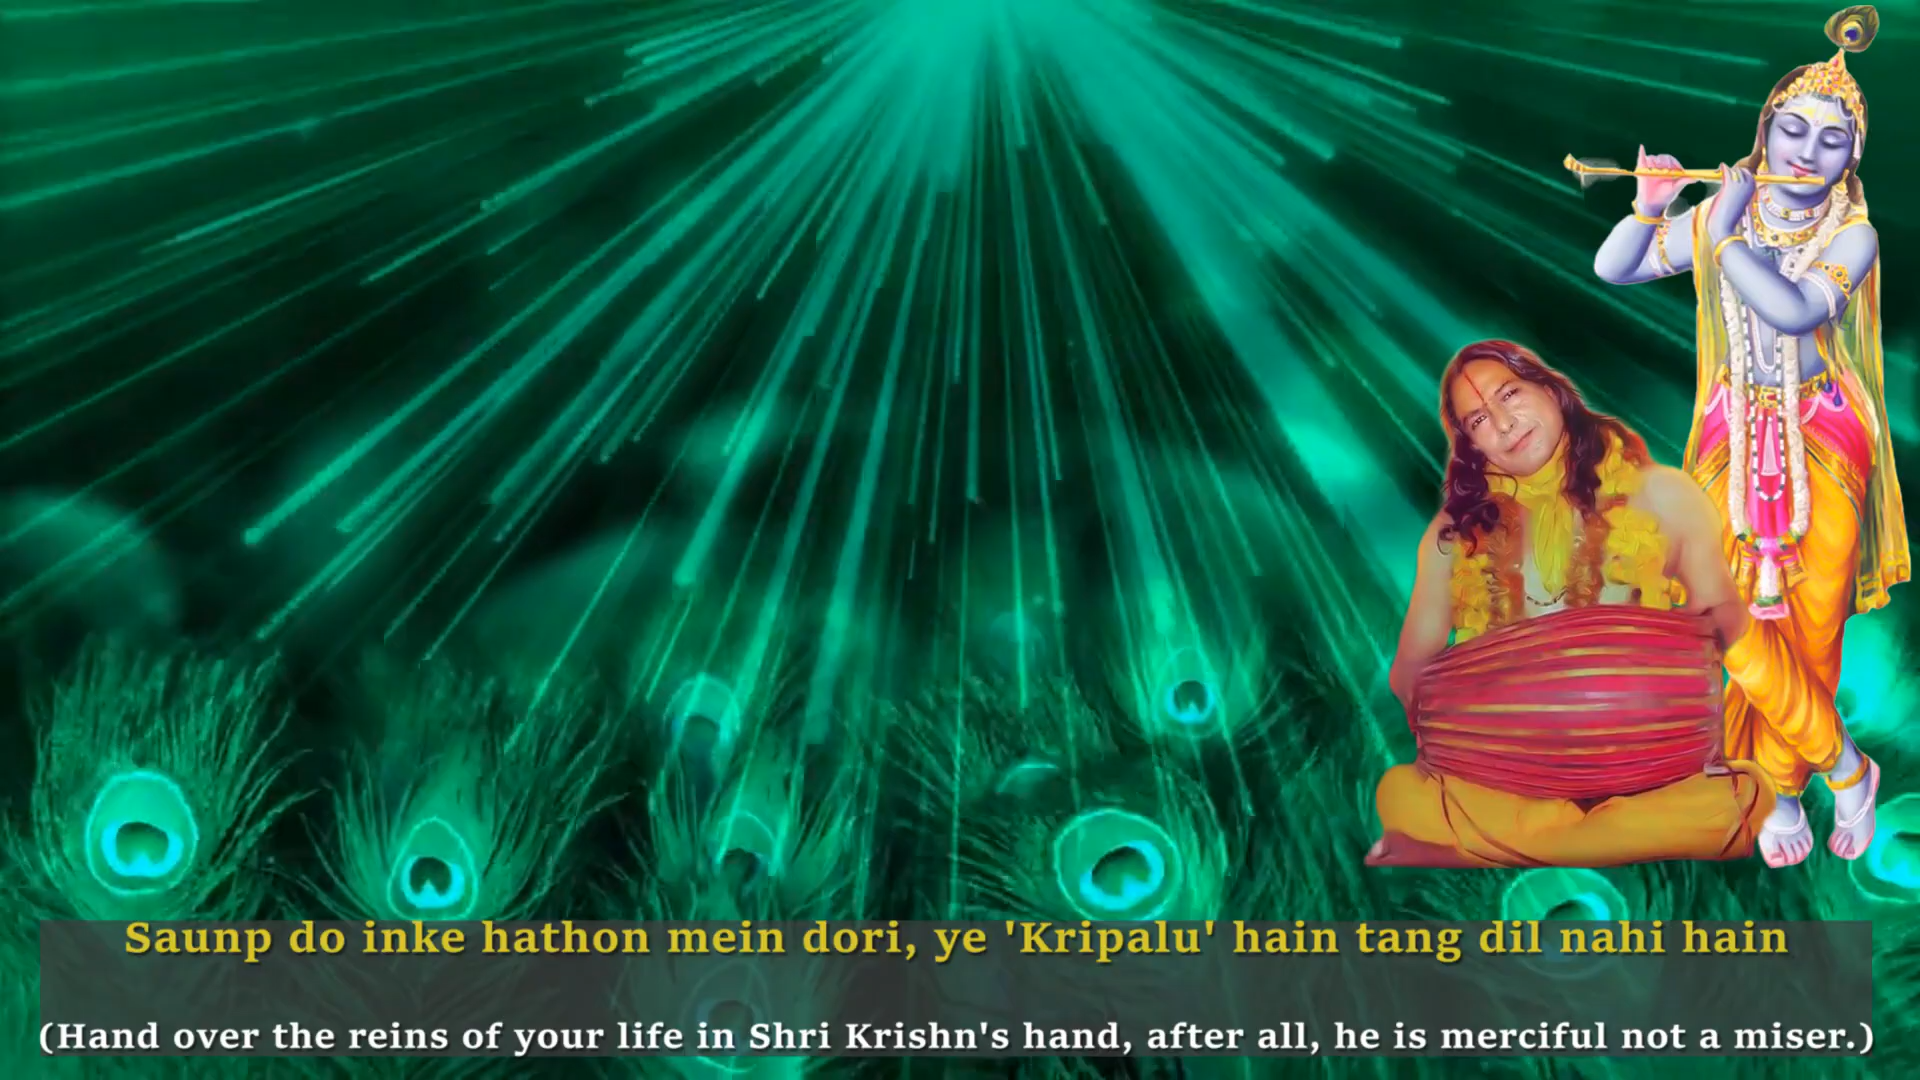 Saunp do inke hathon mein dori, ye 'Kripalu' hain tang dil nahi hain
(Hand over the reins of your life in Shri Krishn's hand, after all, he is merciful not a miser.)